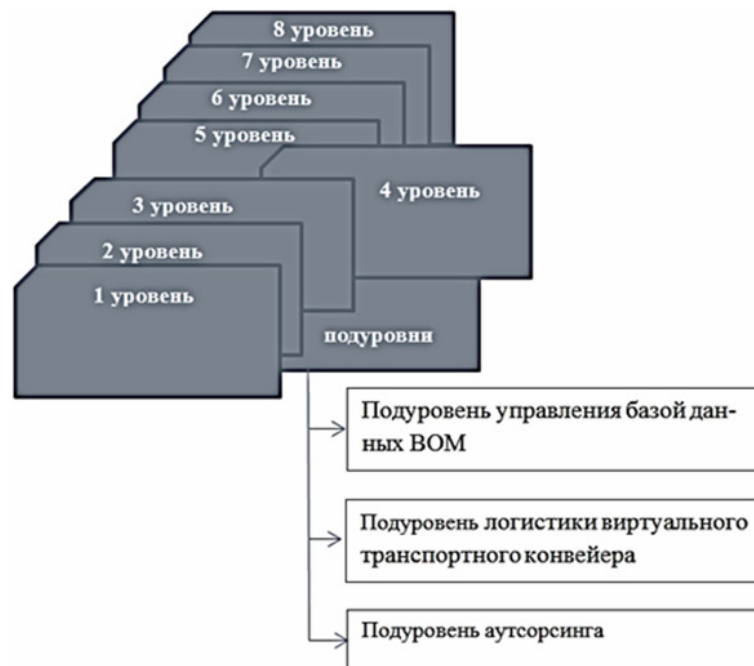 8 уровень
7 уровень
6 уровень
5 уровень
4 уровень
3 уровень
2 уровень
1 уровень
подуровни
Подуровень управления базой дан-
ных BOM
Подуровень логистики виртуального
транспортного конвейера
Подуровень аутсорсинга